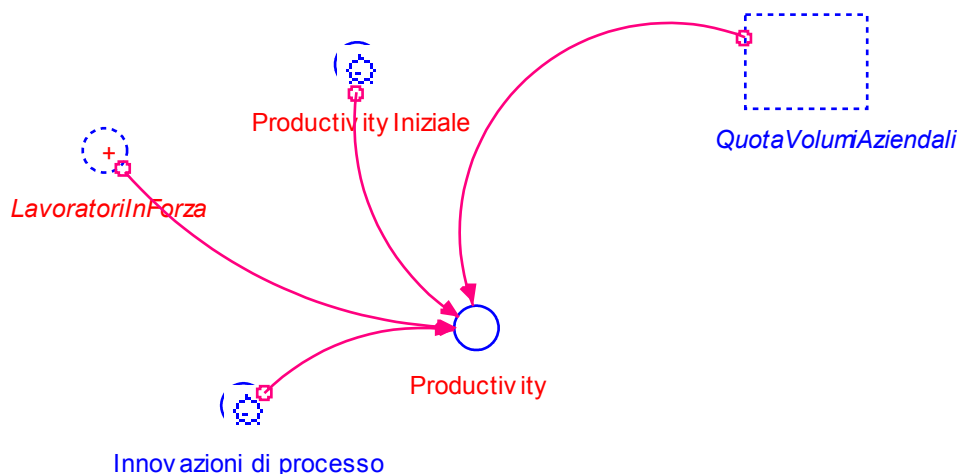 Productivity Iniziale
QuotaVolumiAziendali
LavoratoriInForza
Productivity
Innovazioni di processo